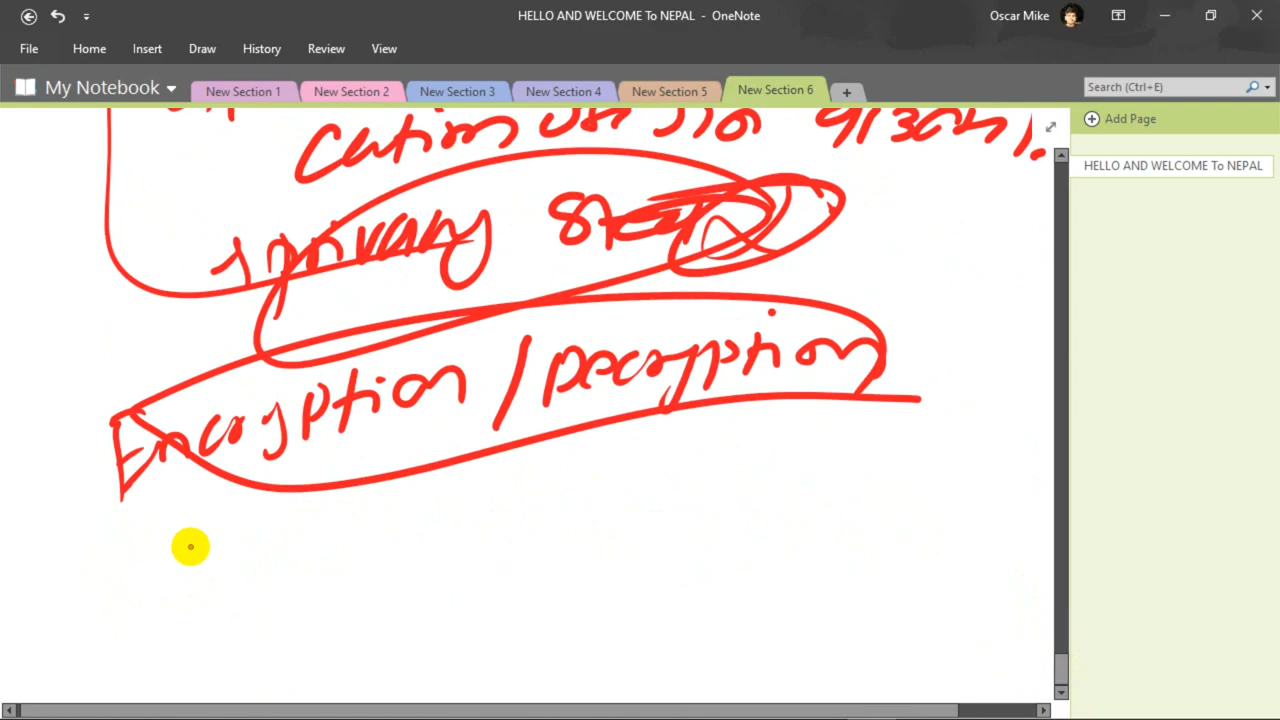 HELLO AND WELCOME To NEPAL - OneNote
Oscar Mike
File Home Insert Draw History Review View
My Notebook
New Section 1 New Section 2 New Section 3 New Section 4 New Section 5 New Section 6
Search (Ctrl+E)
Add Page
HELLO AND WELCOME To NEPAL
cation
privacy
Encryption / Decryption